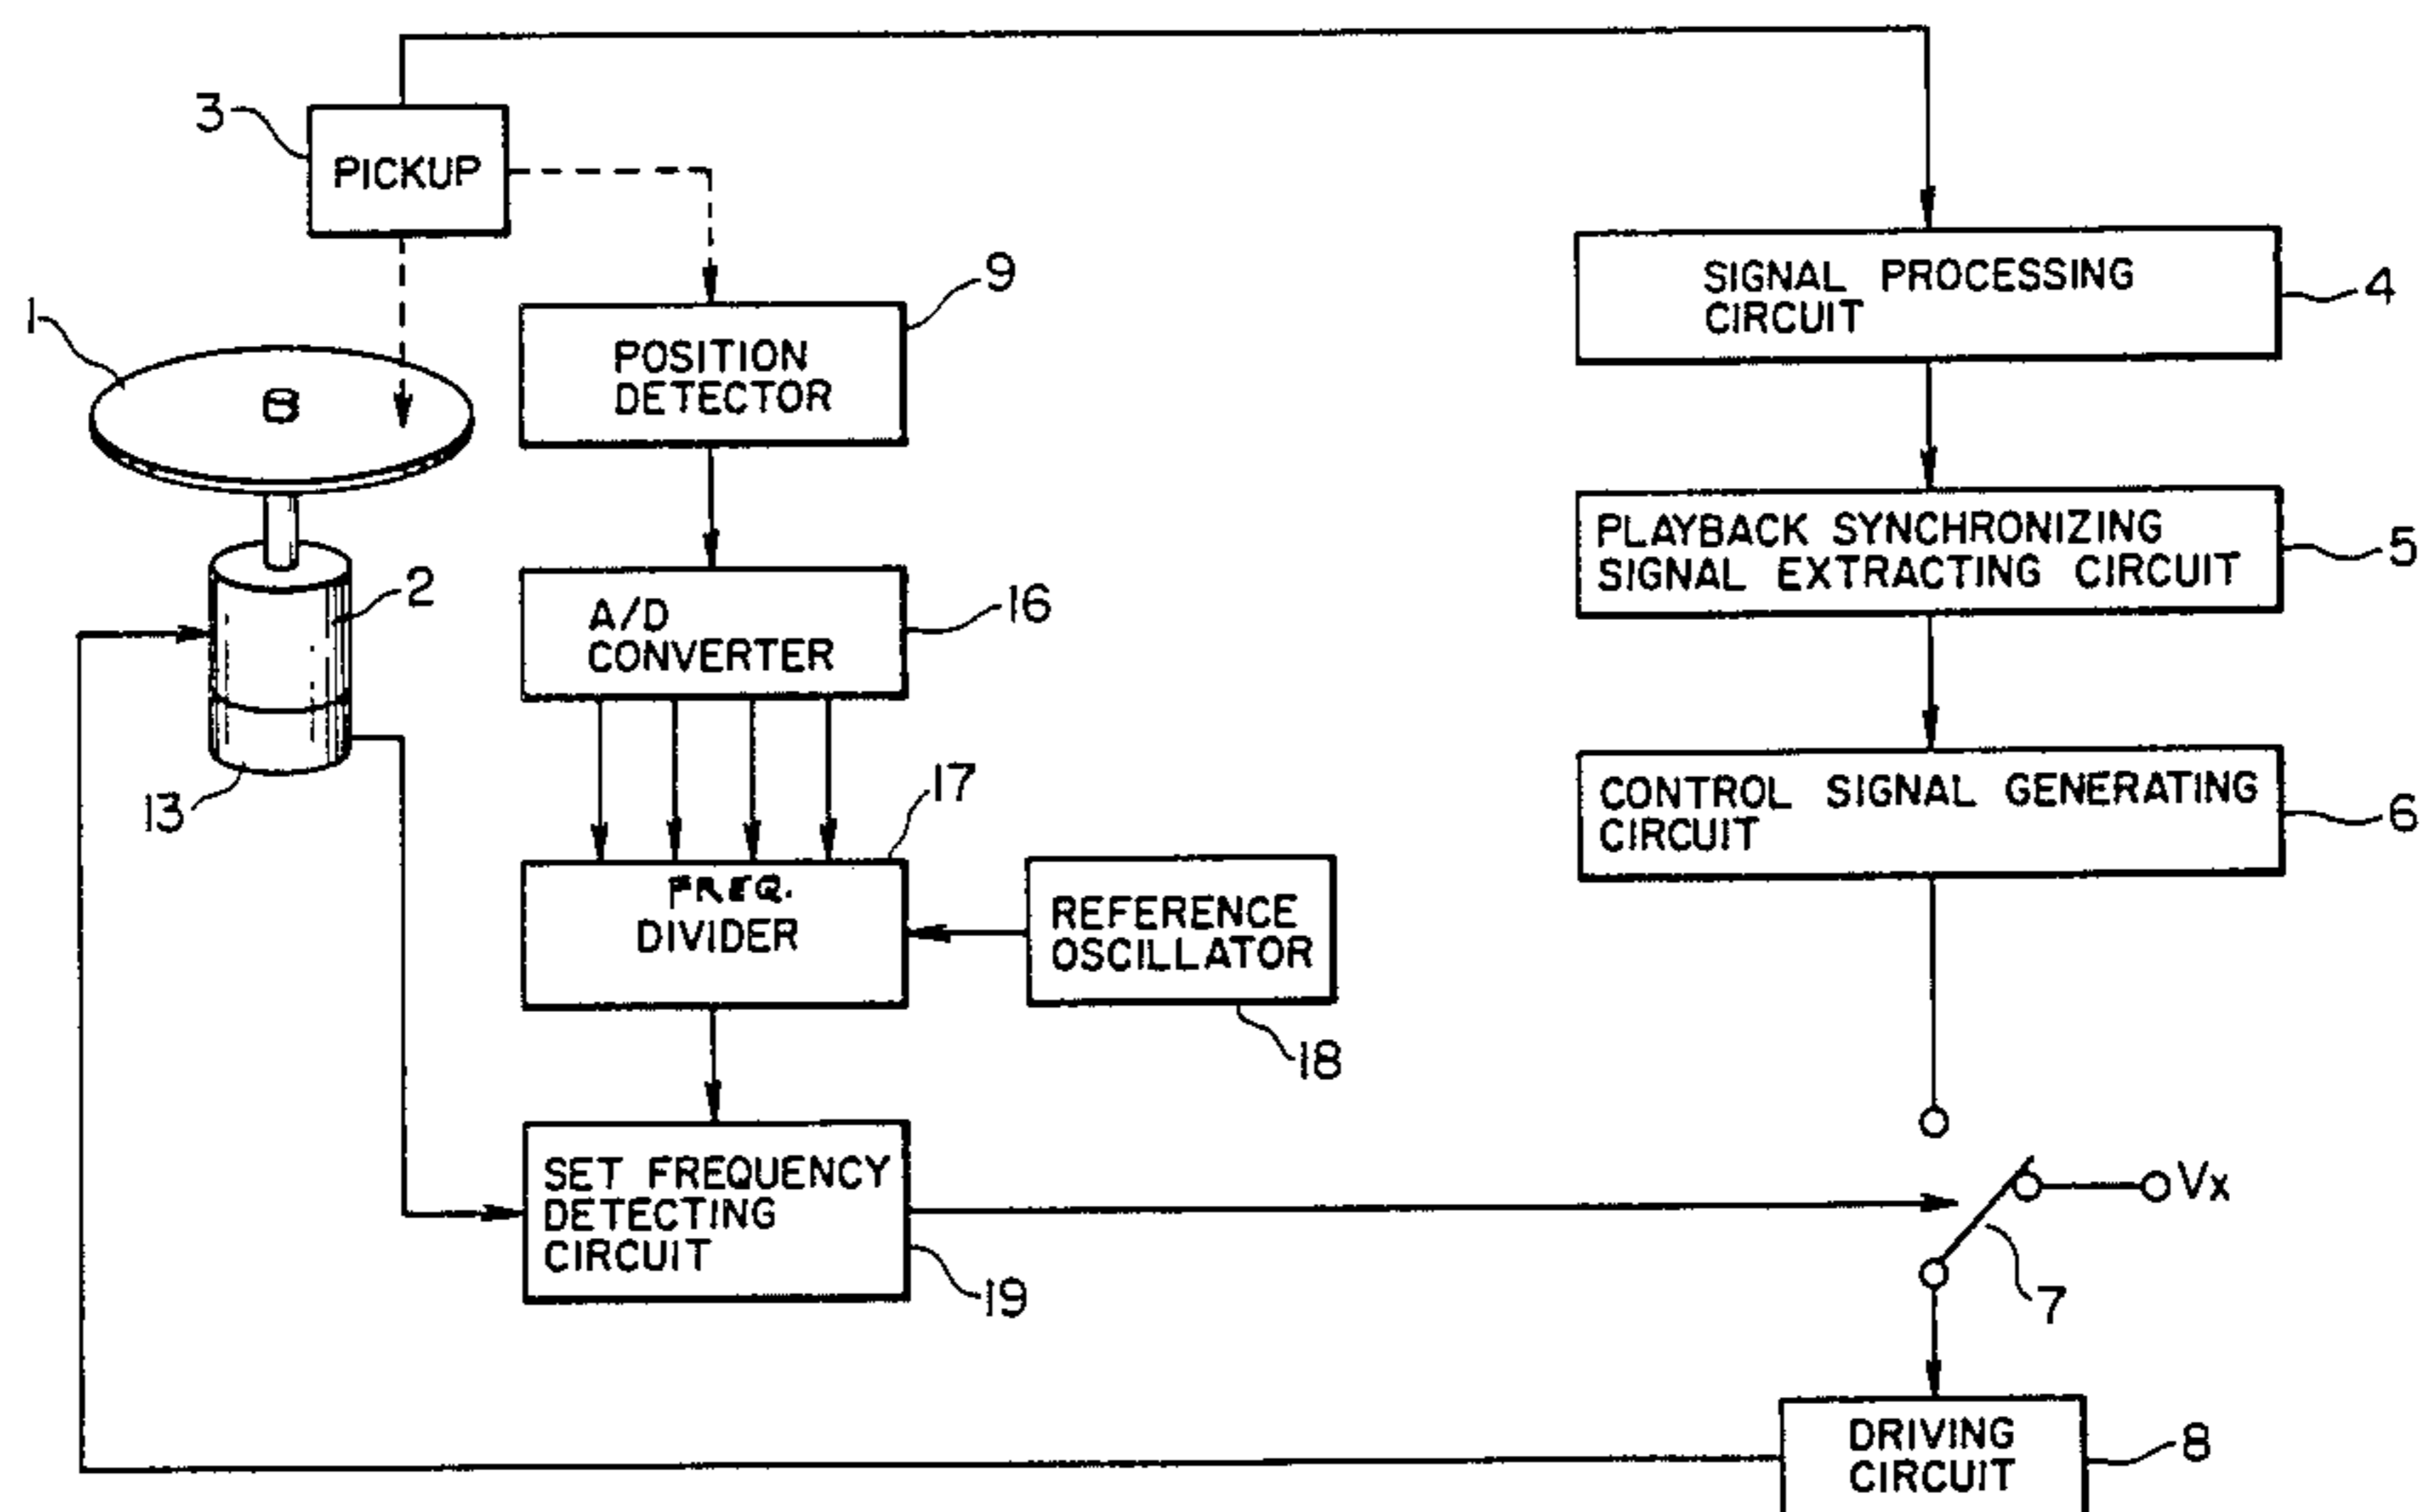 3
PICKUP
1
9
POSITION
DETECTOR
SIGNAL PROCESSING
CIRCUIT
4
2
A/D
CONVERTER
16
PLAYBACK SYNCHRONIZING
SIGNAL EXTRACTING CIRCUIT
5
13
17
FREQ.
DIVIDER
REFERENCE
OSCILLATOR
18
CONTROL SIGNAL GENERATING
CIRCUIT
6
SET FREQUENCY
DETECTING
CIRCUIT
19
Vx
7
DRIVING
CIRCUIT
8